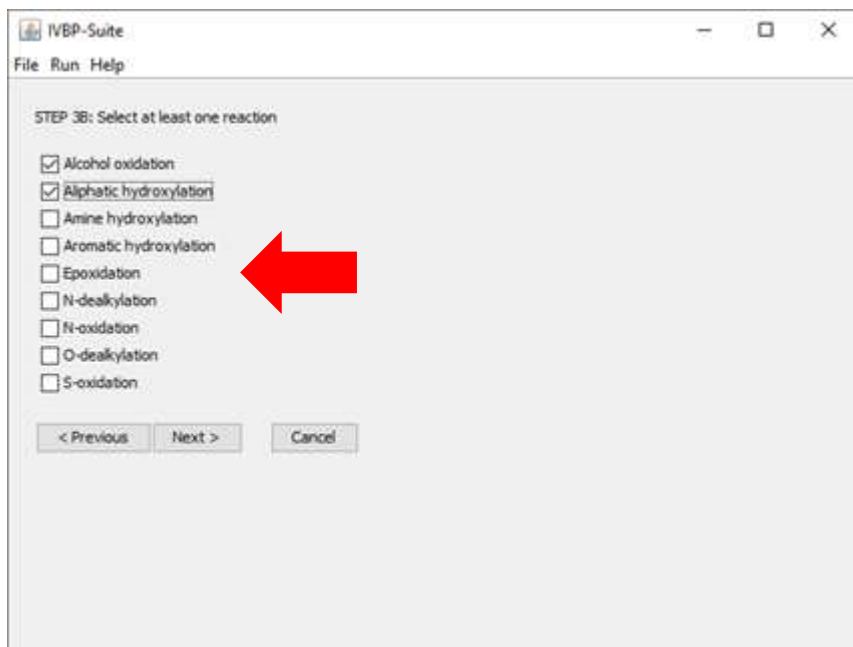 IVBP-Suite
File Run Help
STEP 3B: Select at least one reaction
Alcohol oxidation
Aliphatic hydroxylation
Amine hydroxylation
Aromatic hydroxylation
Epoxidation
N-dealkylation
N-oxidation
O-dealkylation
S-oxidation
< Previous Next > Cancel